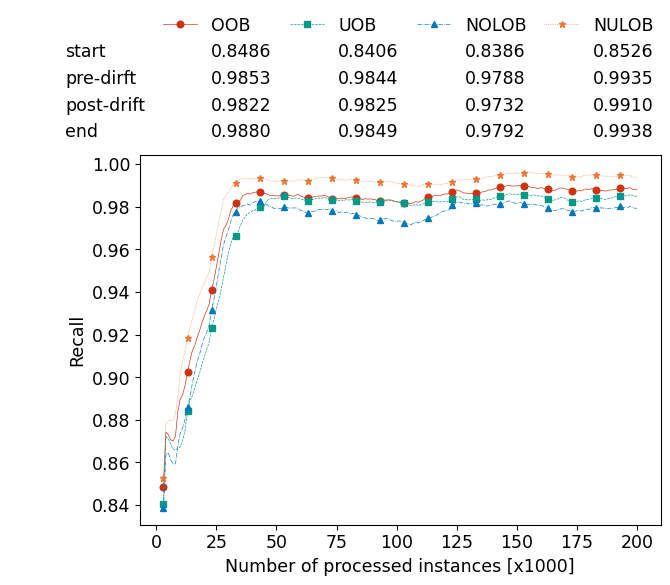 OOB UOB NOLOB NULOB
start 0.8486 0.8406 0.8386 0.8526
pre-dirft 0.9853 0.9844 0.9788 0.9935
post-drift 0.9822 0.9825 0.9732 0.9910
end 0.9880 0.9849 0.9792 0.9938
1.00
0.98
0.96
0.94
0.92
0.90
0.88
0.86
0.84
Recall
0 25 50 75 100 125 150 175 200
Number of processed instances [x1000]